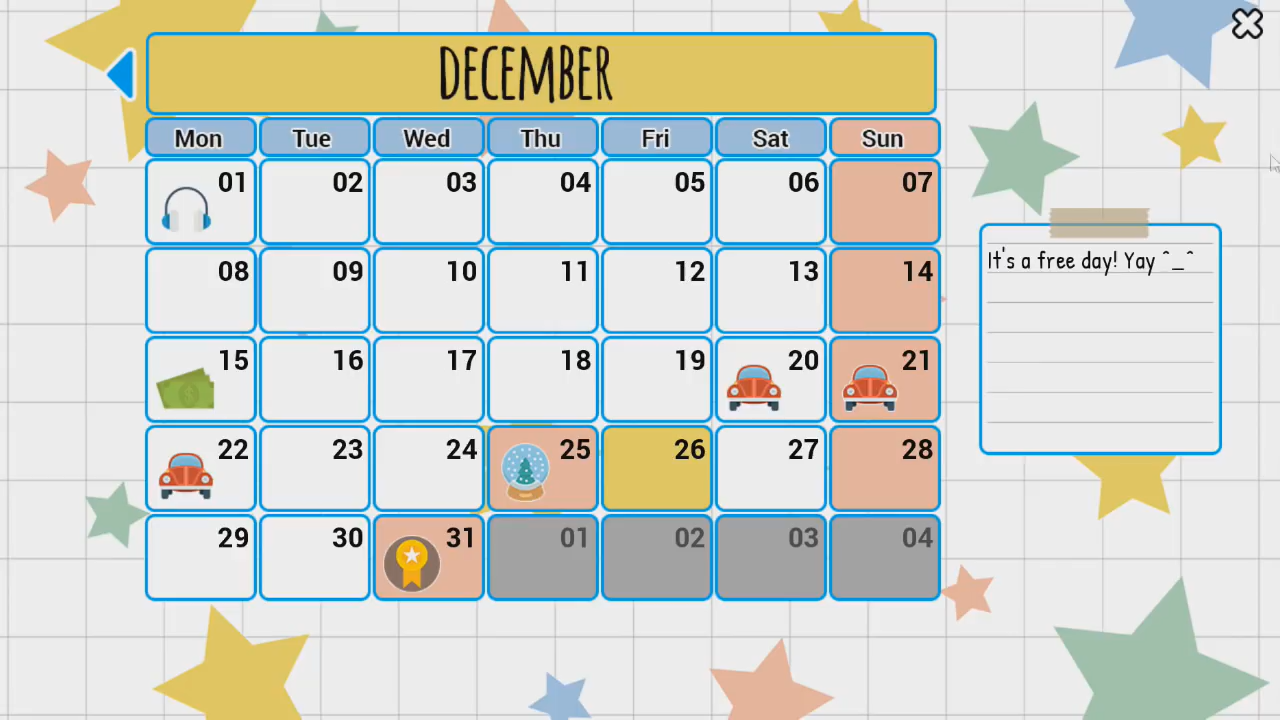 DECEMBER
Mon Tue Wed Thu Fri Sat Sun
01 02 03 04 05 06 07
08 09 10 11 12 13 14
15 16 17 18 19 20 21
22 23 24 25 26 27 28
29 30 31 01 02 03 04
It's a free day! Yay ^_^